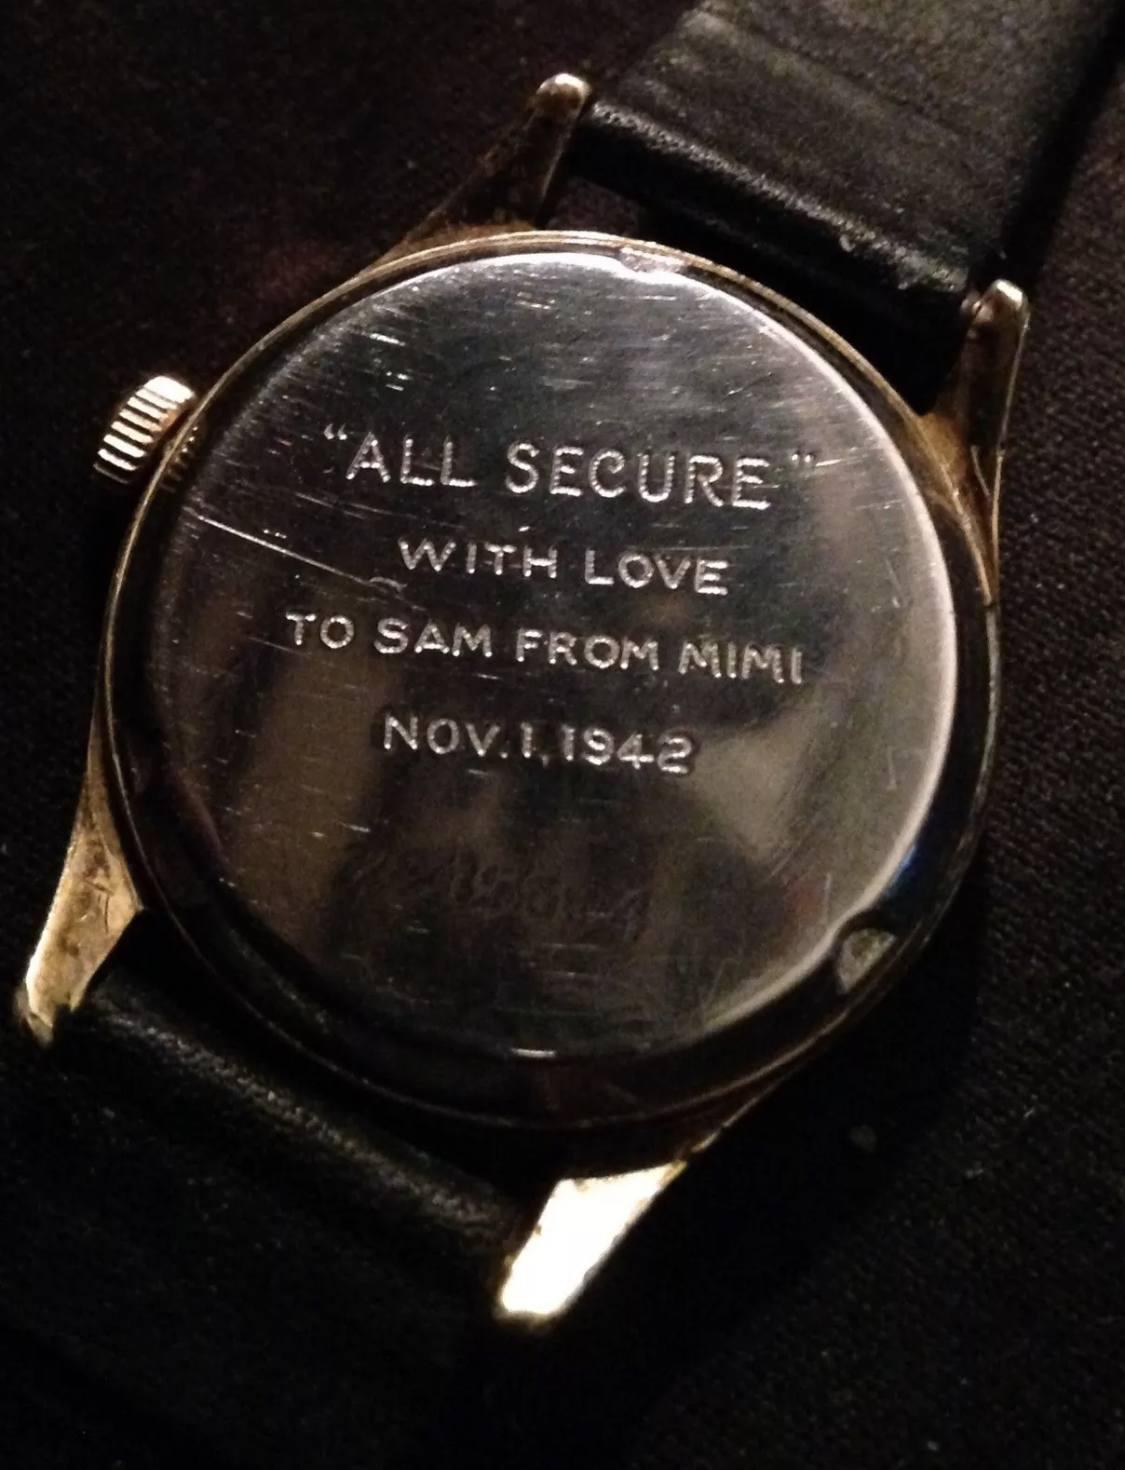 "ALL SECURE"
WITH LOVE
TO SAM FROM MIMI
NOV. 1, 1942